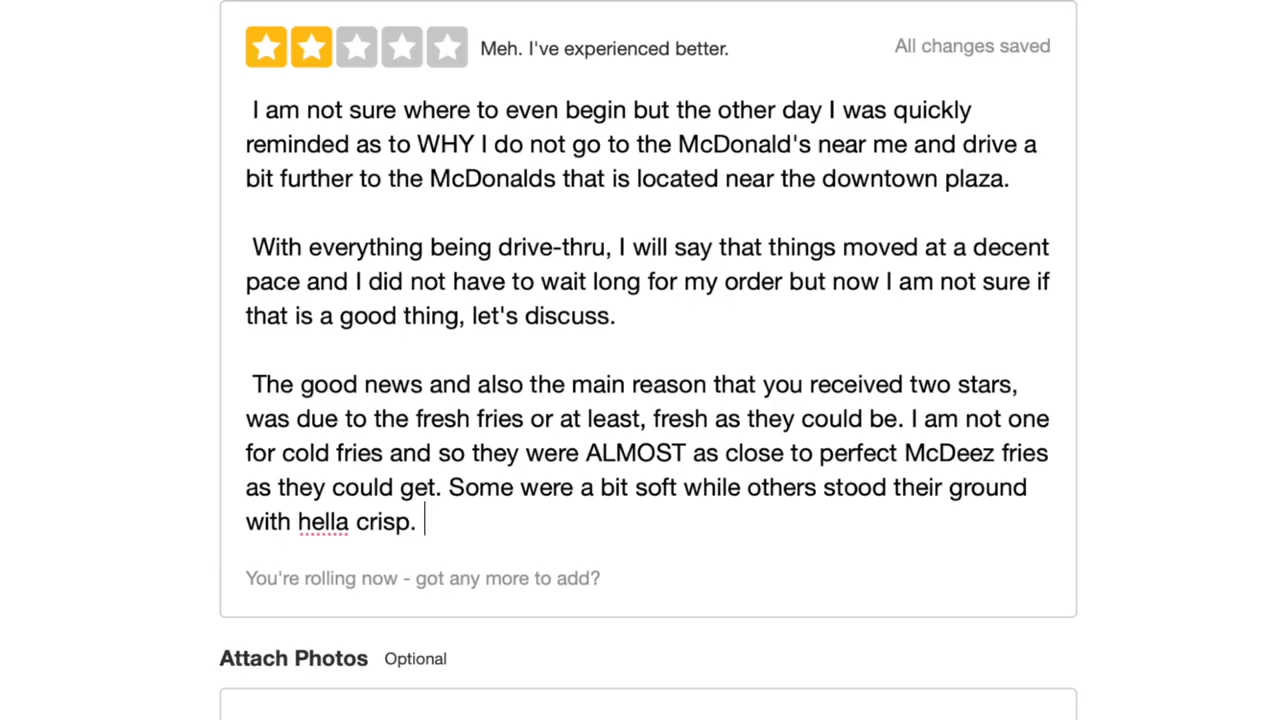 Meh. I've experienced better.
All changes saved
I am not sure where to even begin but the other day I was quickly
reminded as to WHY I do not go to the McDonald's near me and drive a
bit further to the McDonalds that is located near the downtown plaza.
With everything being drive-thru, I will say that things moved at a decent
pace and I did not have to wait long for my order but now I am not sure if
that is a good thing, let's discuss.
The good news and also the main reason that you received two stars,
was due to the fresh fries or at least, fresh as they could be. I am not one
for cold fries and so they were ALMOST as close to perfect McDeez fries
as they could get. Some were a bit soft while others stood their ground
with hella crisp.
You're rolling now - got any more to add?
Attach Photos Optional